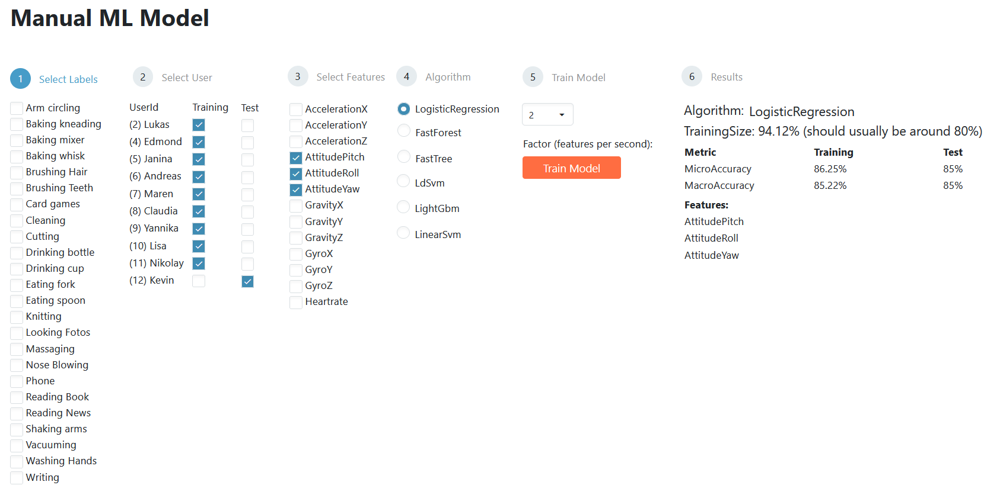 Manual ML Model
1 Select Labels
Arm circling
Baking kneading
Baking mixer
Baking whisk
Brushing Hair
Brushing Teeth
Card games
Cleaning
Cutting
Drinking bottle
Drinking cup
Eating fork
Eating spoon
Knitting
Looking Fotos
Massaging
Nose Blowing
Phone
Reading Book
Reading News
Shaking arms
Vacuuming
Washing Hands
Writing
2 Select User
UserId Training Test
(2) Lukas
(4) Edmond
(5) Janina
(6) Andreas
(7) Maren
(8) Claudia
(9) Yannika
(10) Lisa
(11) Nikolay
(12) Kevin
3 Select Features
AccelerationX
AccelerationY
AccelerationZ
AttitudePitch
AttitudeRoll
AttitudeYaw
GravityX
GravityY
GravityZ
GyroX
GyroY
GyroZ
Heartrate
4 Algorithm
LogisticRegression
FastForest
FastTree
LdSvm
LightGbm
LinearSvm
5 Train Model
2
Factor (features per second):
Train Model
6 Results
Algorithm: LogisticRegression
TrainingSize: 94.12% (should usually be around 80%)
Metric Training Test
MicroAccuracy 86.25% 85%
MacroAccuracy 85.22% 85%
Features:
AttitudePitch
AttitudeRoll
AttitudeYaw